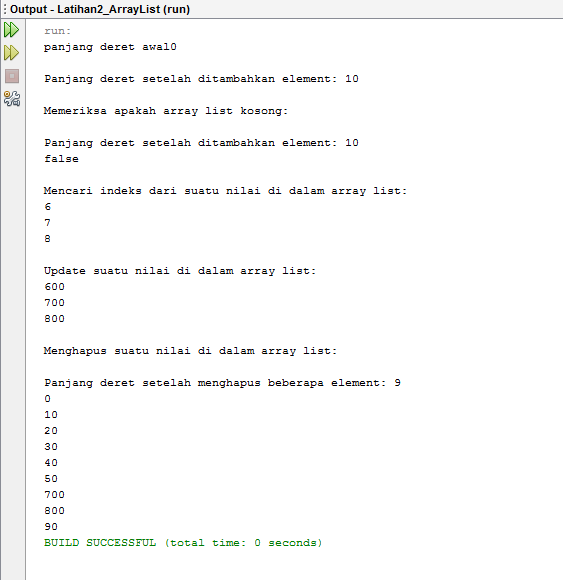 Output - Latihan2_ArrayList (run)
run:
panjang deret awal0
Panjang deret setelah ditambahkan element: 10
Memeriksa apakah array list kosong:
Panjang deret setelah ditambahkan element: 10
false
Mencari indeks dari suatu nilai di dalam array list:
6
7
8
Update suatu nilai di dalam array list:
600
700
800
Menghapus suatu nilai di dalam array list:
Panjang deret setelah menghapus beberapa element: 9
0
10
20
30
40
50
700
800
90
BUILD SUCCESSFUL (total time: 0 seconds)